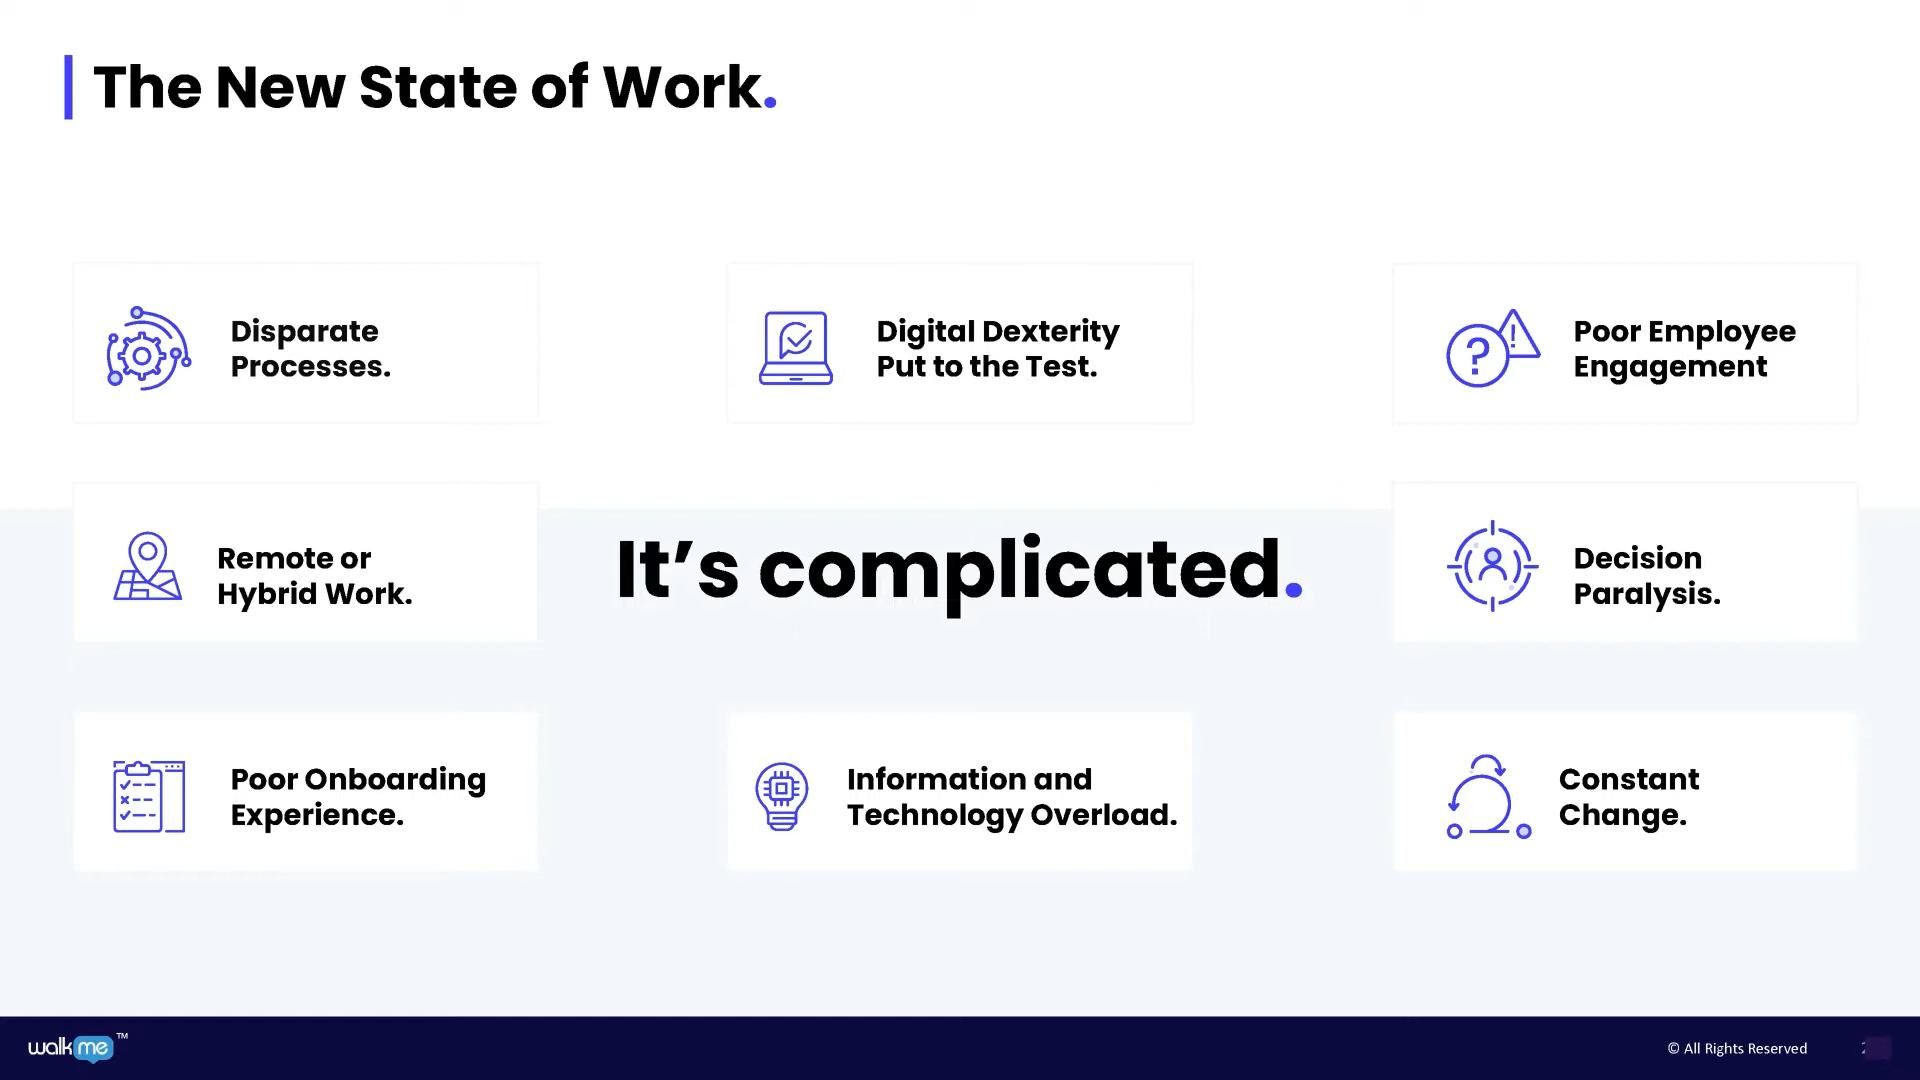 The New State of Work.
Disparate
Processes.
Digital Dexterity
Put to the Test.
Poor Employee
Engagement
Remote or
Hybrid Work.
It’s complicated.
Decision
Paralysis.
Poor Onboarding
Experience.
Information and
Technology Overload.
Constant
Change.
walkme™
© All Rights Reserved